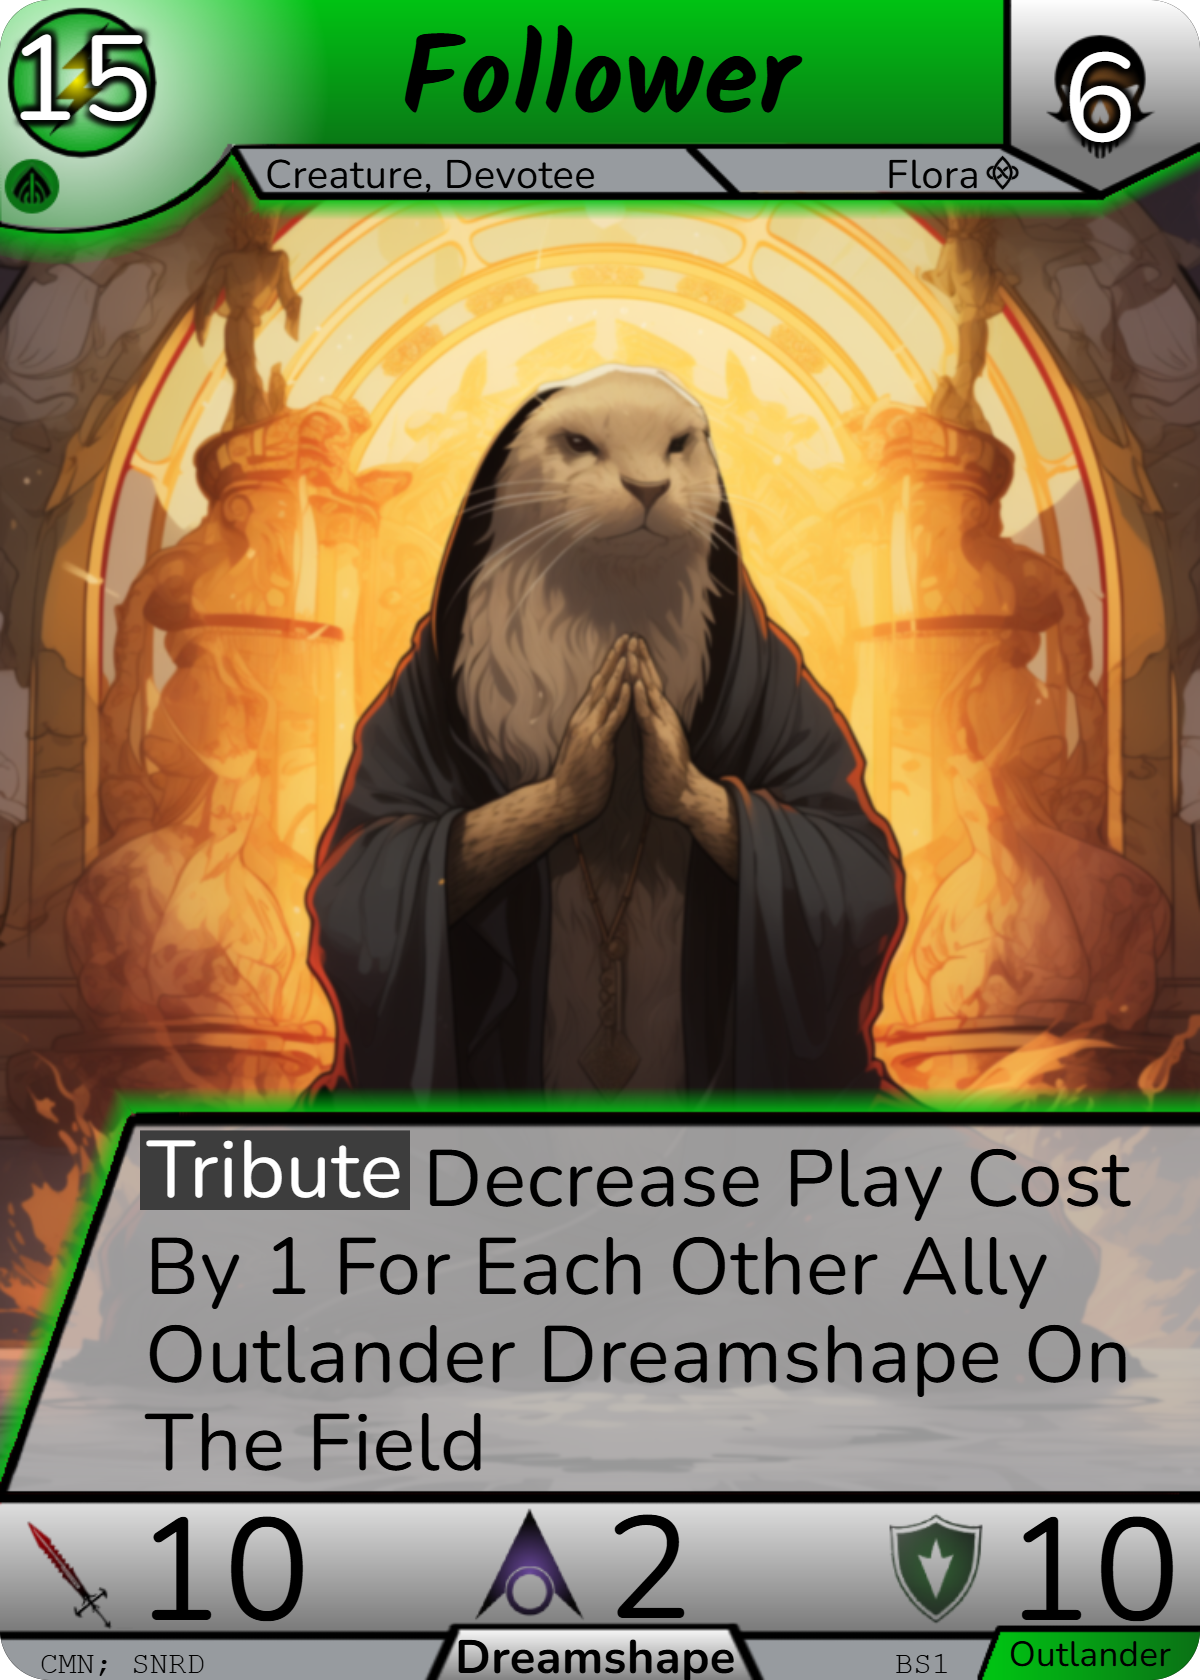 15
Follower
6
Creature, Devotee
Flora
Tribute Decrease Play Cost
By 1 For Each Other Ally
Outlander Dreamshape On
The Field
10
2
10
CMN; SNRD
Dreamshape
BS1
Outlander